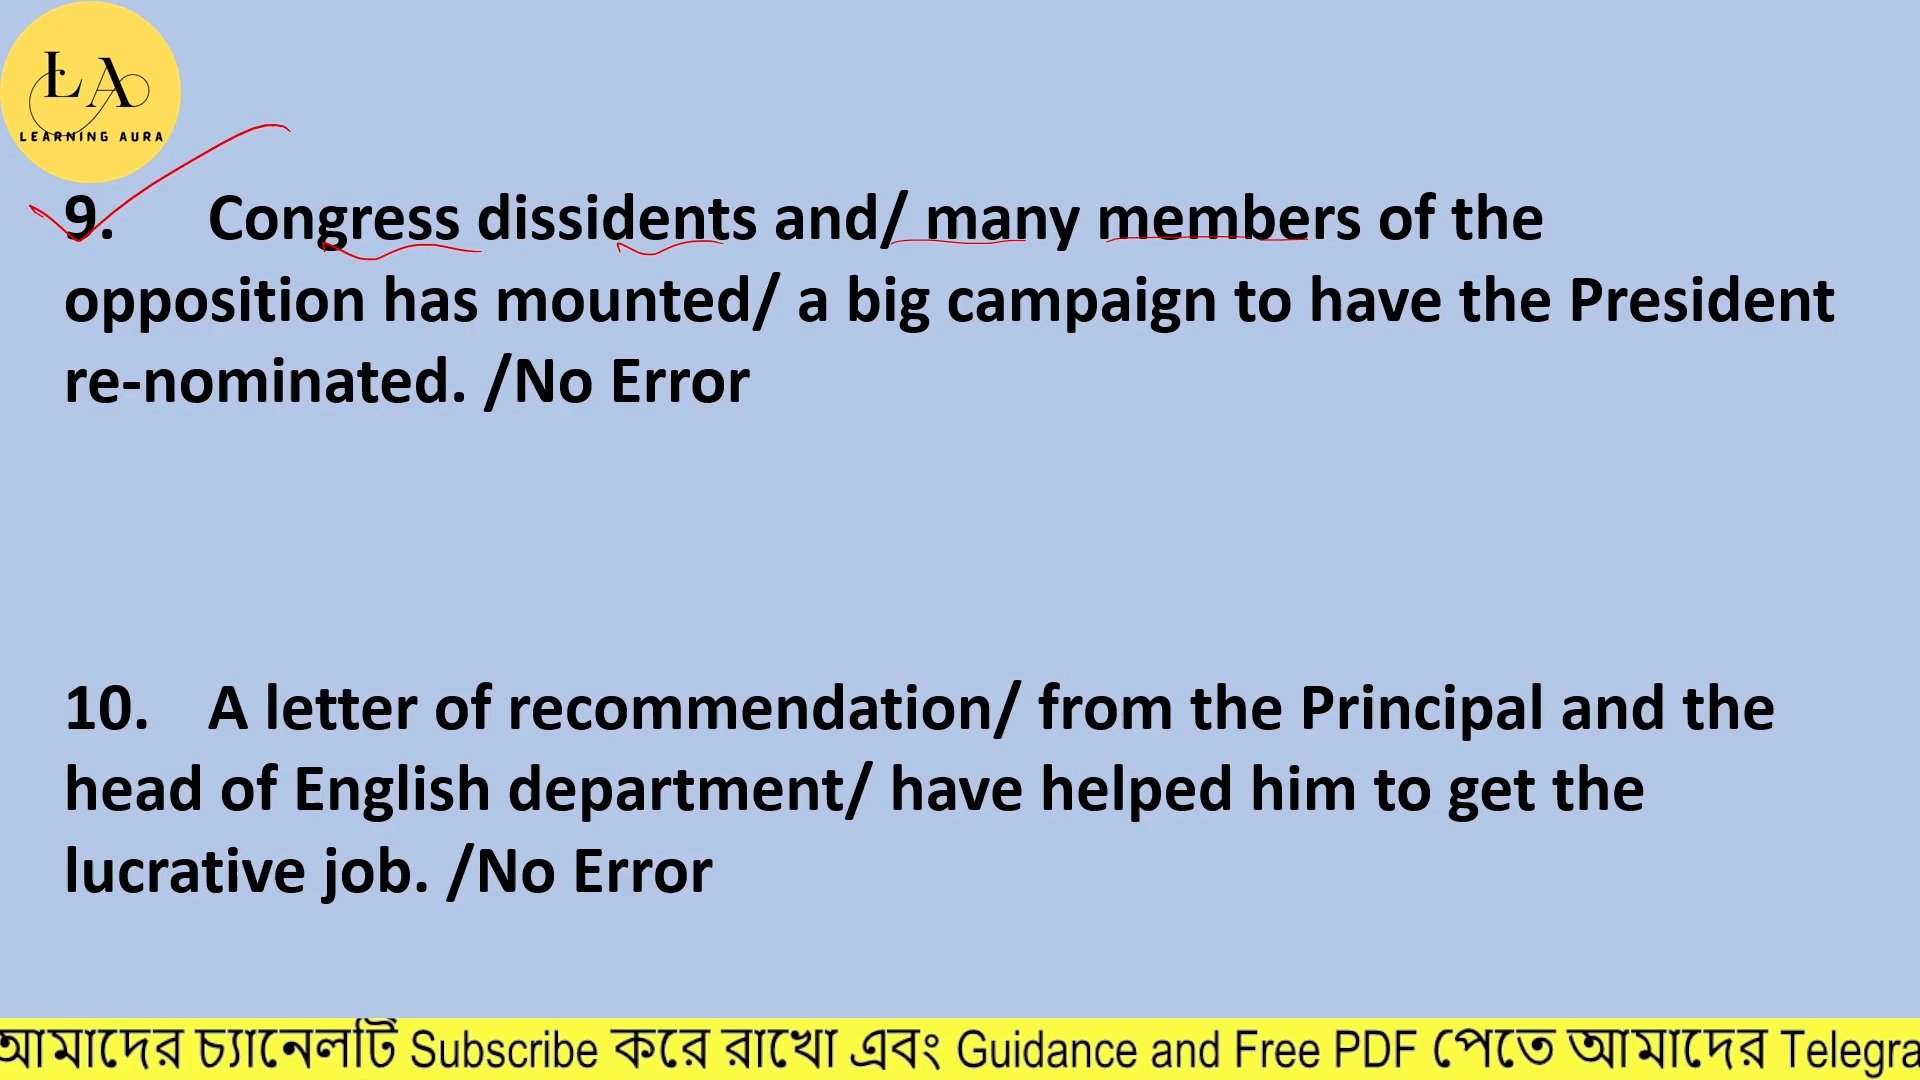 LA
LEARNING AURA
9. Congress dissidents and/ many members of the
opposition has mounted/ a big campaign to have the President
re-nominated. /No Error
10. A letter of recommendation/ from the Principal and the
head of English department/ have helped him to get the
lucrative job. /No Error
আমাদের চ্যানেলটি Subscribe করে রাখো এবং Guidance and Free PDF পেতে আমাদের Telegra